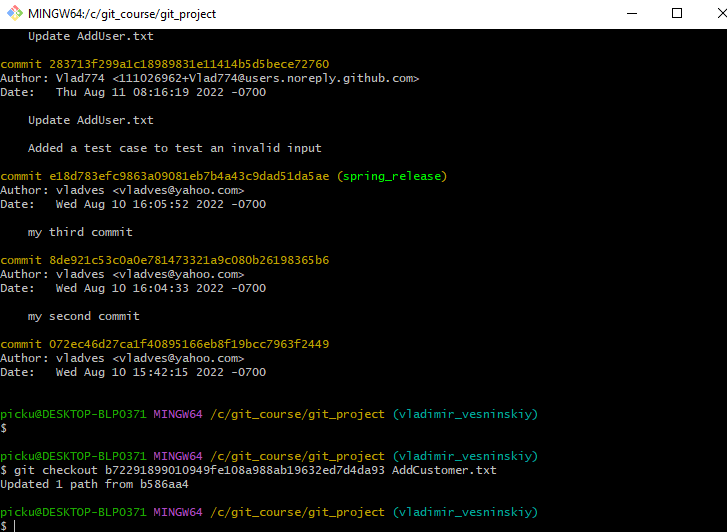 MINGW64:/c/git_course/git_project
Update AddUser.txt
commit 283713f299a1c18989831e11414b5d5bece72760
Author: Vlad774 <111026962+Vlad774@users.noreply.github.com>
Date:   Thu Aug 11 08:16:19 2022 -0700
Update AddUser.txt
Added a test case to test an invalid input
commit e18d783efc9863a09081eb7b4a43c9dad51da5ae (spring_release)
Author: vladves <vladves@yahoo.com>
Date:   Wed Aug 10 16:05:52 2022 -0700
my third commit
commit 8de921c53c0a0e781473321a9c080b26198365b6
Author: vladves <vladves@yahoo.com>
Date:   Wed Aug 10 16:04:33 2022 -0700
my second commit
commit 072ec46d27ca1f40895166eb8f19bcc7963f2449
Author: vladves <vladves@yahoo.com>
Date:   Wed Aug 10 15:42:15 2022 -0700
picku@DESKTOP-BLPO371 MINGW64 /c/git_course/git_project (vladimir_vesninskiy)
$
picku@DESKTOP-BLPO371 MINGW64 /c/git_course/git_project (vladimir_vesninskiy)
$ git checkout b72291899010949fe108a988ab19632ed7d4da93 AddCustomer.txt
Updated 1 path from b586aa4
picku@DESKTOP-BLPO371 MINGW64 /c/git_course/git_project (vladimir_vesninskiy)
$